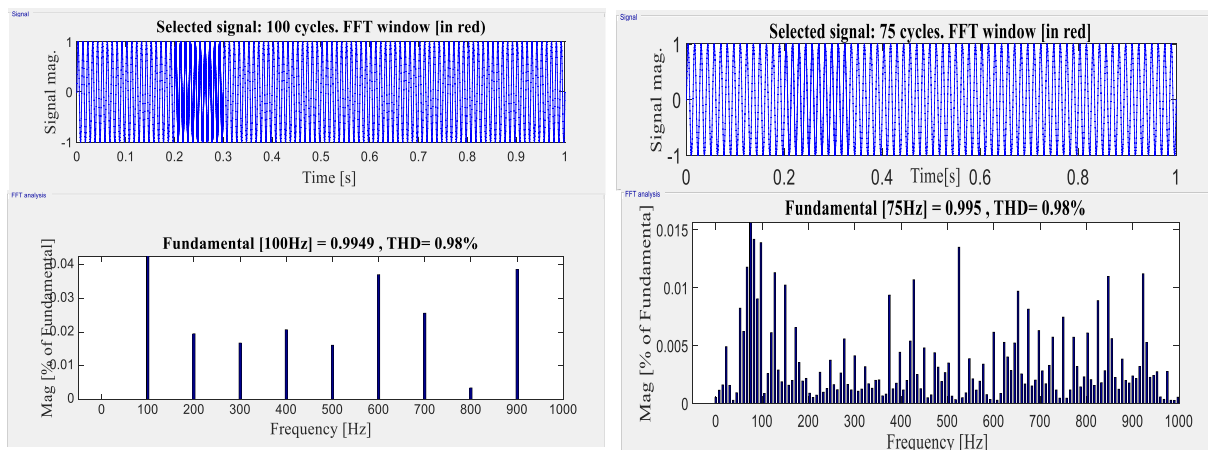 Signal
Selected signal: 100 cycles. FFT window [in red)
Signal mag.
1
0
-1
0 0.1 0.2 0.3 0.4 0.5 0.6 0.7 0.8 0.9 1
Time [s]
FFT analysis
Fundamental [100Hz] = 0.9949 , THD= 0.98%
Mag [% of Fundamental]
0.04
0.03
0.02
0.01
0
0 100 200 300 400 500 600 700 800 900 1000
Frequency [Hz]
Signal
Selected signal: 75 cycles. FFT window [in red]
Signal mag.
1
0
-1
0 0.2 0.4 0.6 0.8 1
Time[s]
FFT analysis
Fundamental [75Hz] = 0.995 , THD= 0.98%
Mag [% of Fundamental]
0.015
0.01
0.005
0
0 100 200 300 400 500 600 700 800 900 1000
Frequency [Hz]